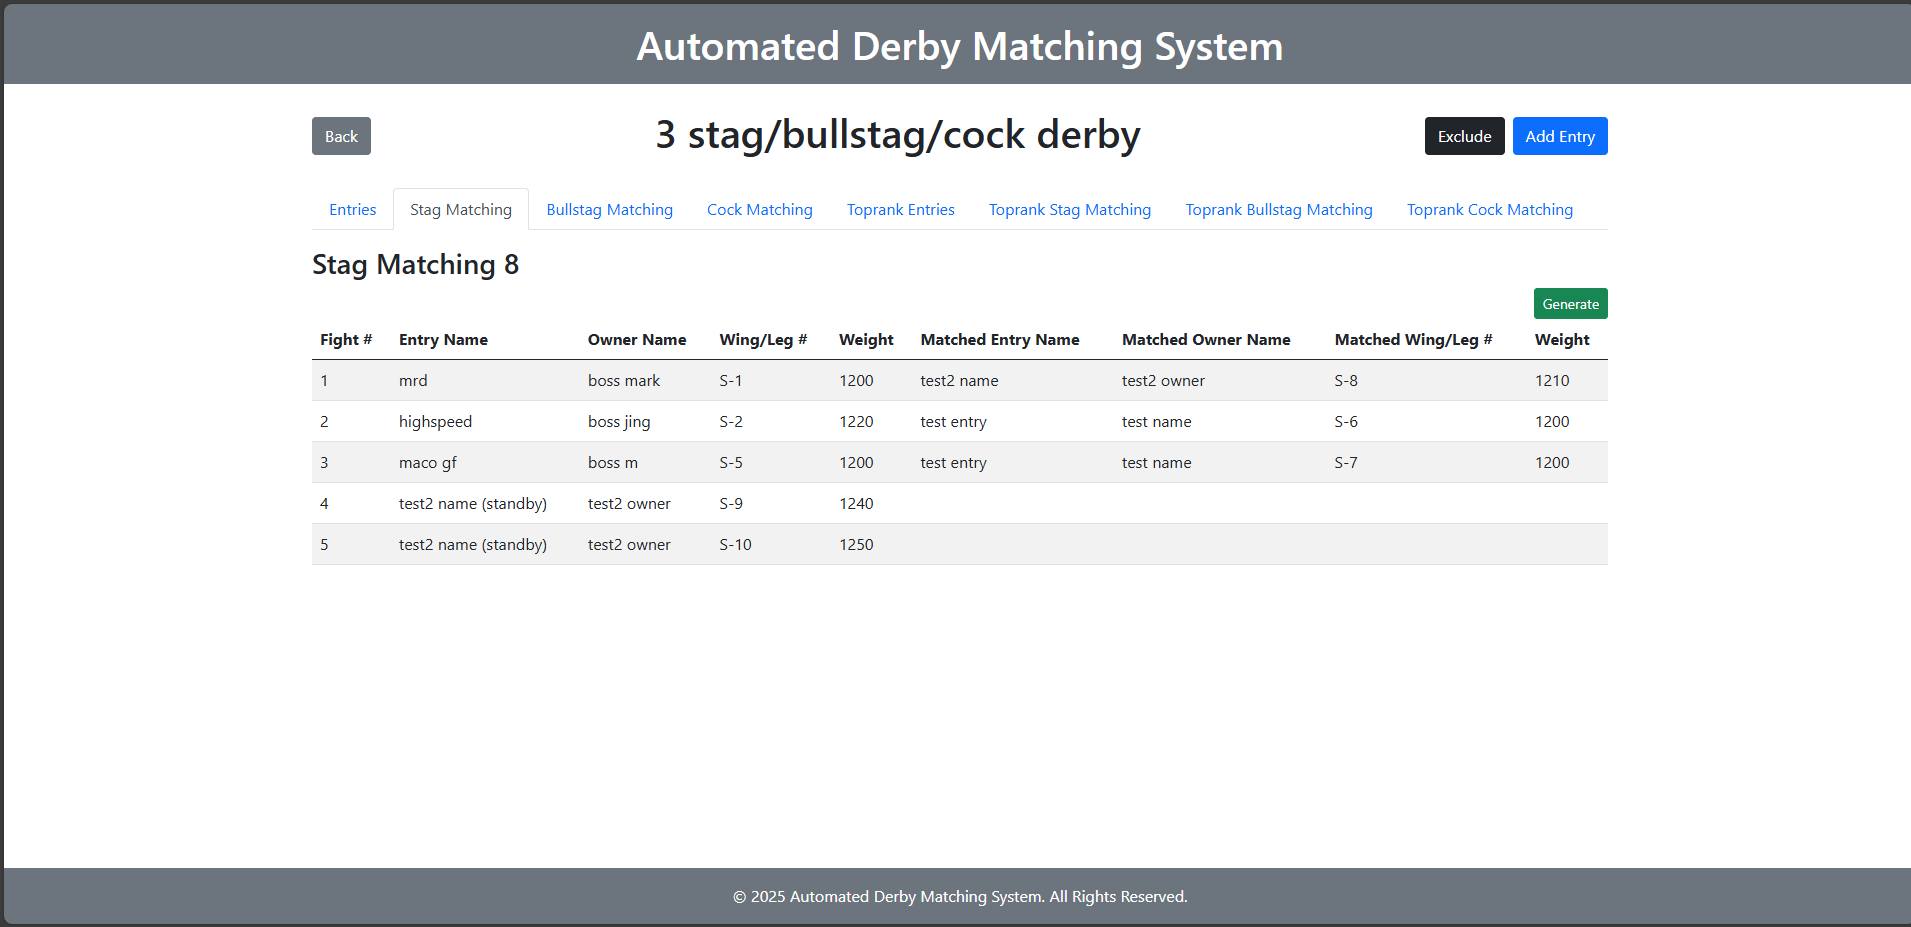 Automated Derby Matching System
Back
3 stag/bullstag/cock derby
Exclude Add Entry
Entries Stag Matching Bullstag Matching Cock Matching Toprank Entries Toprank Stag Matching Toprank Bullstag Matching Toprank Cock Matching
Stag Matching 8
Generate
Fight # Entry Name Owner Name Wing/Leg # Weight Matched Entry Name Matched Owner Name Matched Wing/Leg # Weight
1 mrd boss mark S-1 1200 test2 name test2 owner S-8 1210
2 highspeed boss jing S-2 1220 test entry test name S-6 1200
3 maco gf boss m S-5 1200 test entry test name S-7 1200
4 test2 name (standby) test2 owner S-9 1240
5 test2 name (standby) test2 owner S-10 1250
© 2025 Automated Derby Matching System. All Rights Reserved.